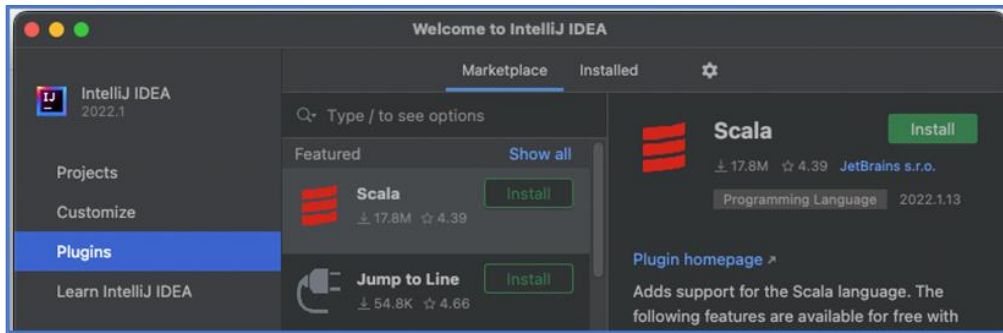 Welcome to IntelliJ IDEA
Marketplace Installed
IJ
IntelliJ IDEA
2022.1
Projects
Customize
Plugins
Learn IntelliJ IDEA
Type / to see options
Featured Show all
Scala Install
17.8M 4.39
Jump to Line Install
54.8K 4.66
Scala Install
17.8M 4.39 JetBrains s.r.o.
Programming Language 2022.1.13
Plugin homepage
Adds support for the Scala language. The
following features are available for free with